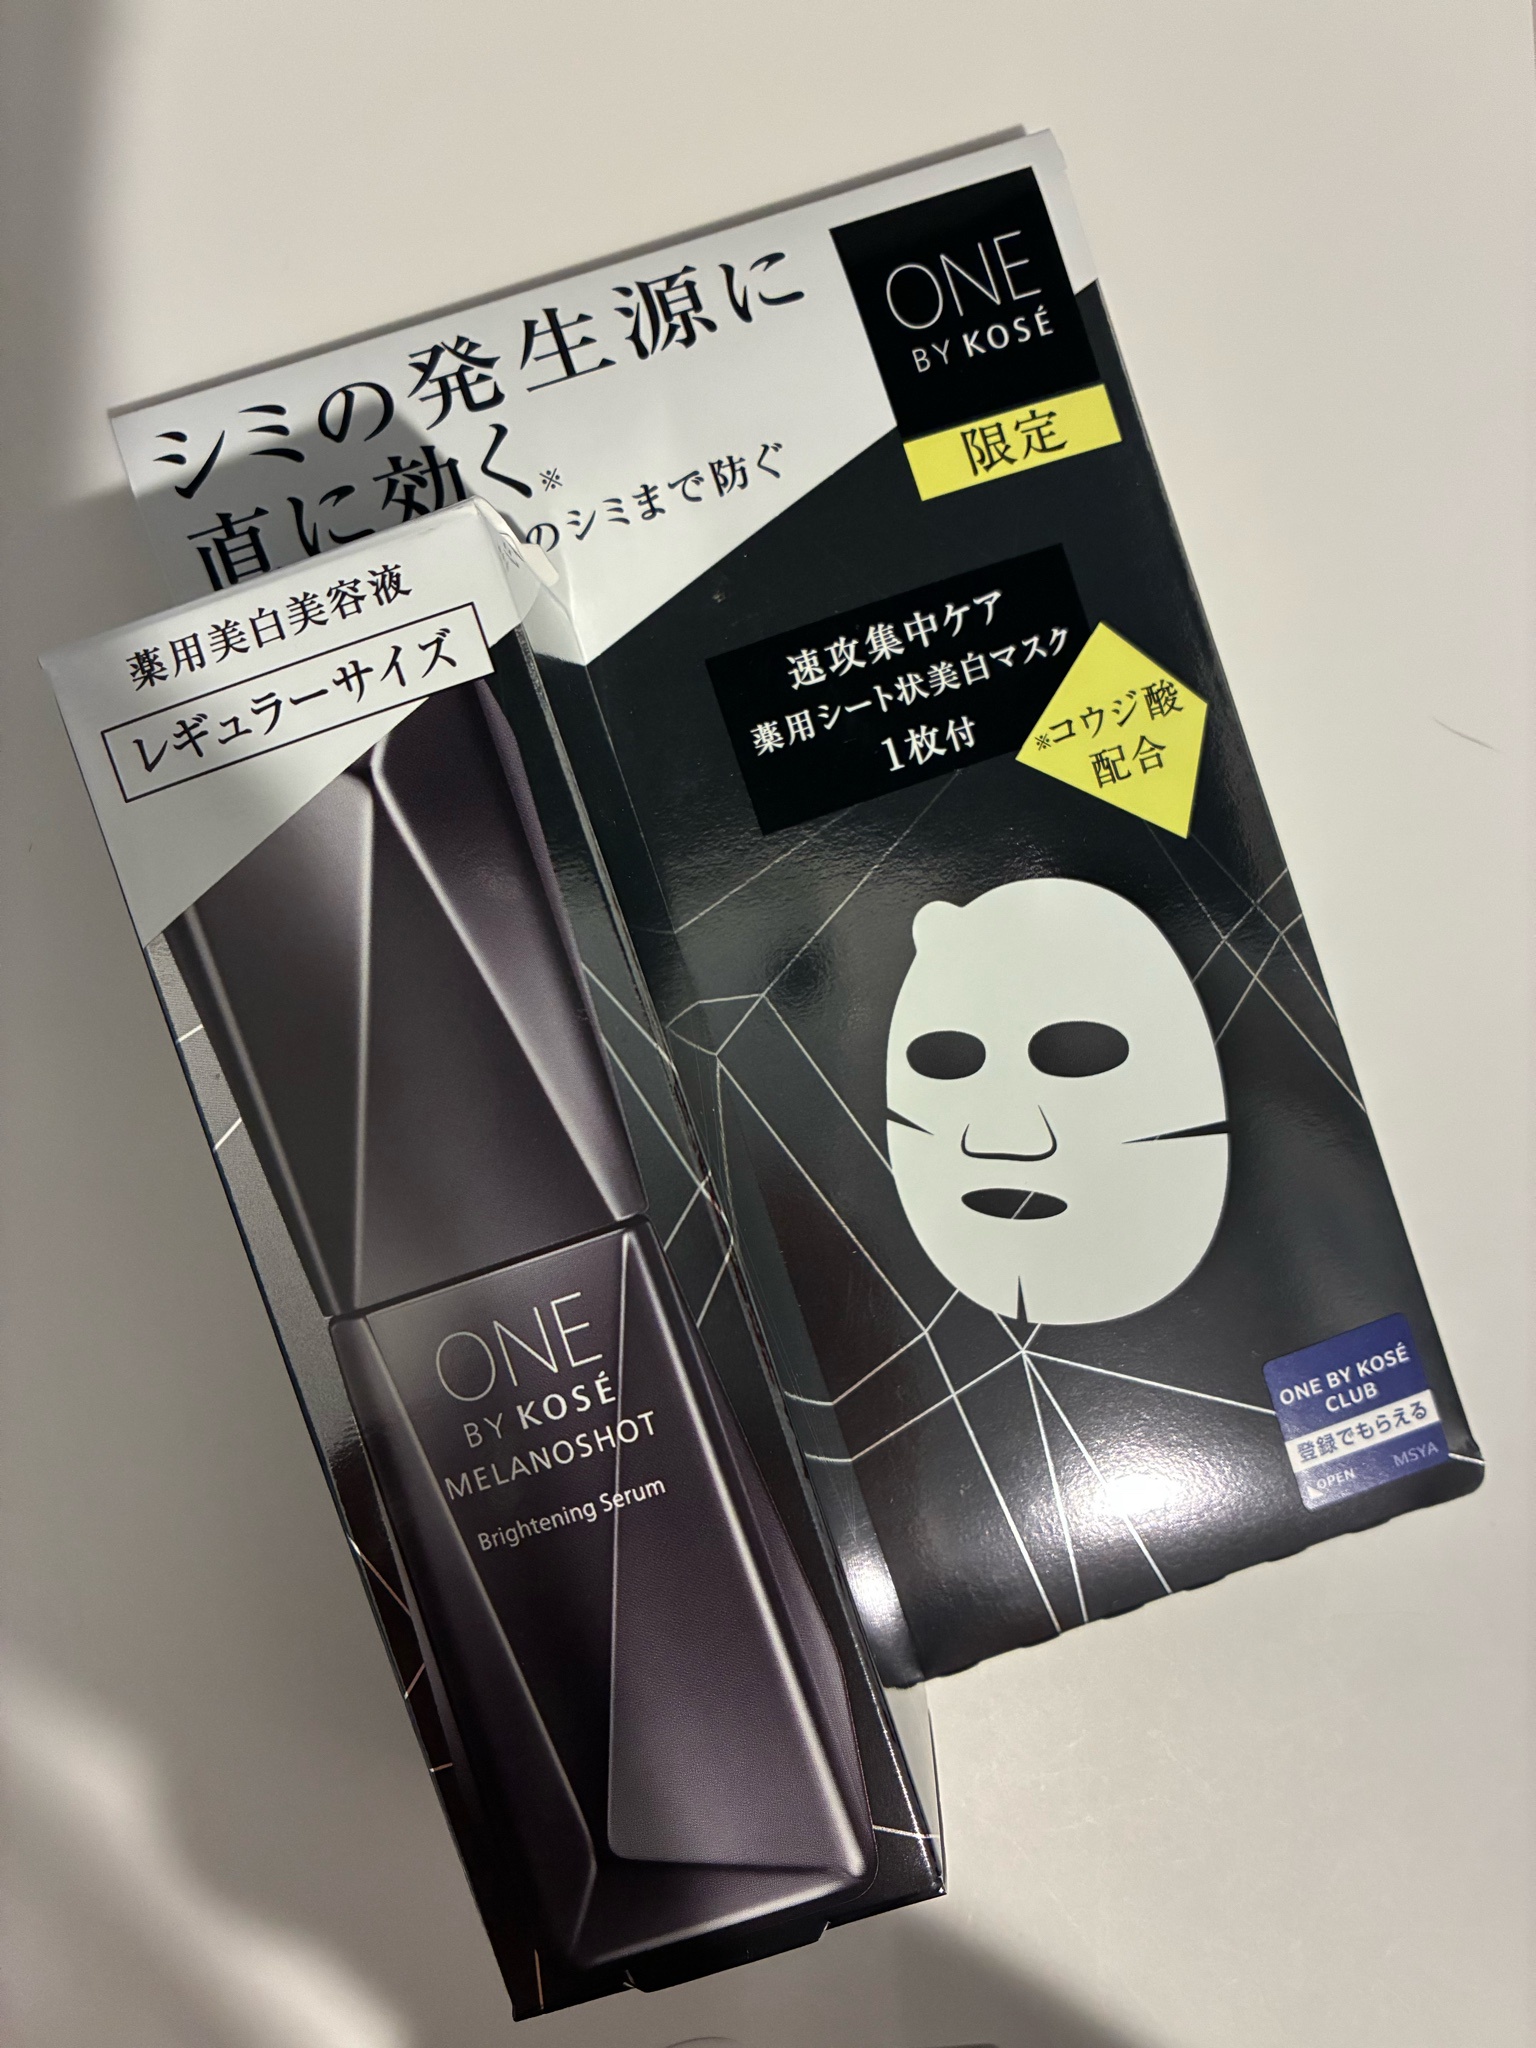 シミの発生源に
直に効く※
のシミまで防ぐ
ONE
BY KOSÉ
限定
薬用美白美容液
レギュラーサイズ
速攻集中ケア
薬用シート状美白マスク
1枚付
※コウジ酸
配合
ONE
BY KOSÉ
MELANOSHOT
Brightening Serum
ONE BY KOSÉ
CLUB
登録でもらえる
OPEN MSYA